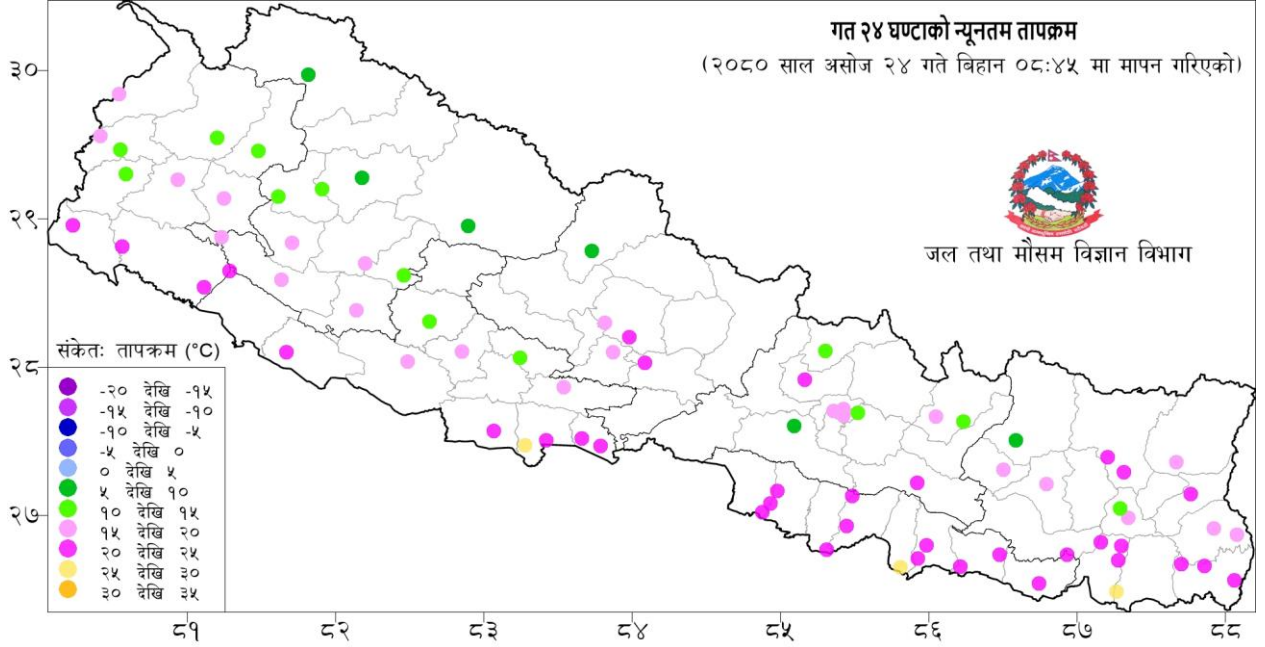 गत २४ घण्टाको न्यूनतम तापक्रम
(२०८० साल असोज २४ गते बिहान ०८:४५ मा मापन गरिएको)
जल तथा मौसम विज्ञान विभाग
३०
२९
२८
२७
संकेतः तापक्रम (°C)
-२० देखि -१५
-१५ देखि -१०
-१० देखि -५
-५ देखि ०
० देखि ५
५ देखि १०
१० देखि १५
१५ देखि २०
२० देखि २५
२५ देखि ३०
३० देखि ३५
८१ ८२ ८३ ८४ ८५ ८६ ८७ ८८